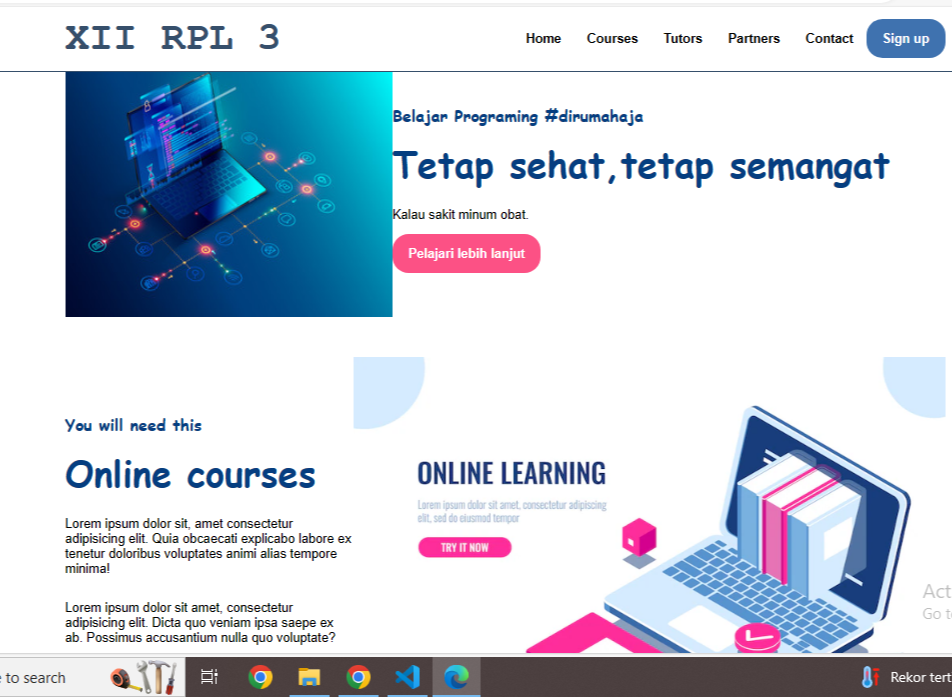 XII RPL 3
Home Courses Tutors Partners Contact Sign up
Belajar Programing #dirumahaja
Tetap sehat,tetap semangat
Kalau sakit minum obat.
Pelajari lebih lanjut
You will need this
Online courses
Lorem ipsum dolor sit, amet consectetur
adipisicing elit. Quia obcaecati explicabo labore ex
tenetur doloribus voluptates animi alias tempore
minima!
Lorem ipsum dolor sit amet, consectetur
adipisicing elit. Dicta quo veniam ipsa saepe ex
ab. Possimus accusantium nulla quo voluptate?
ONLINE LEARNING
Lorem ipsum dolor sit amet, consectetur adipiscing
elit, sed do eiusmod tempor
TRY IT NOW
Act
Go to
e to search
Rekor tert